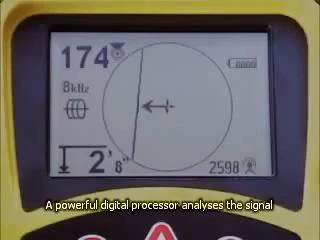 174
8kHz
2' 8"
2598
A powerful digital processor analyses the signal